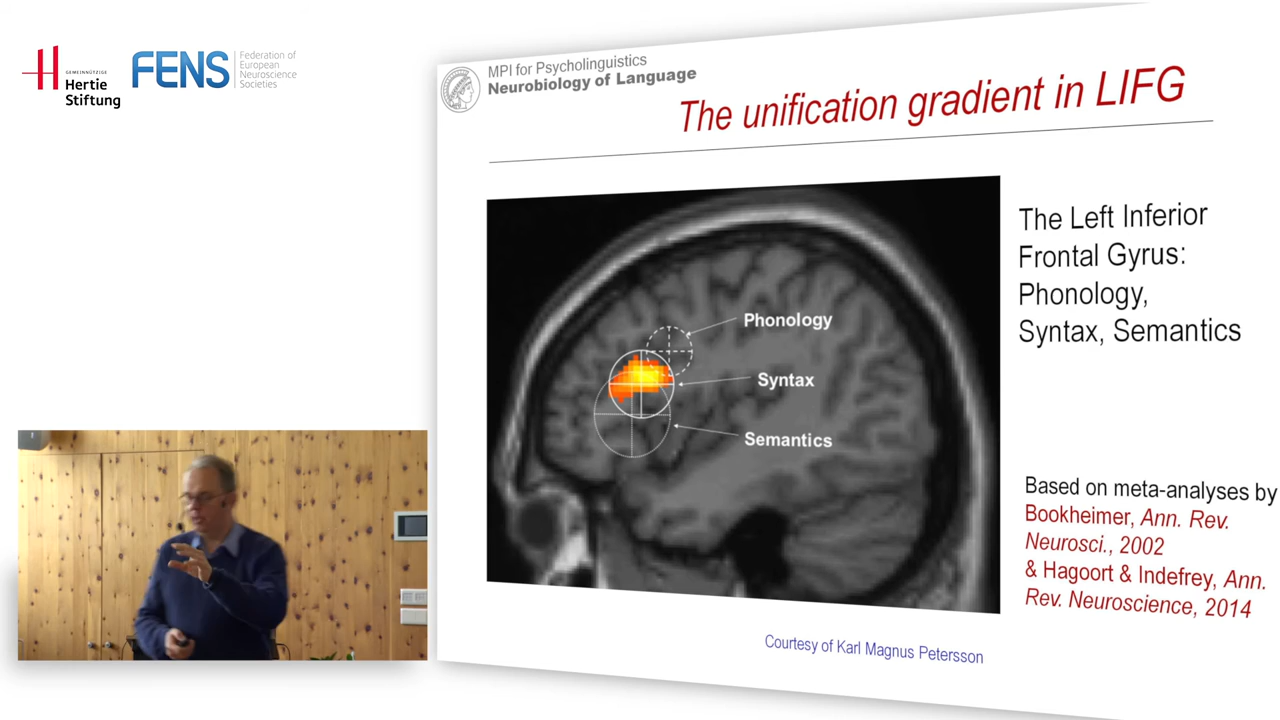 GEMEINNÜTZIGE
Hertie
Stiftung
FENS
Federation of
European
Neuroscience
Societies
MPI for Psycholinguistics
Neurobiology of Language
The unification gradient in LIFG
Phonology
Syntax
Semantics
The Left Inferior
Frontal Gyrus:
Phonology,
Syntax, Semantics
Based on meta-analyses by
Bookheimer, Ann. Rev.
Neurosci., 2002
& Hagoort & Indefrey, Ann.
Rev. Neuroscience, 2014
Courtesy of Karl Magnus Petersson